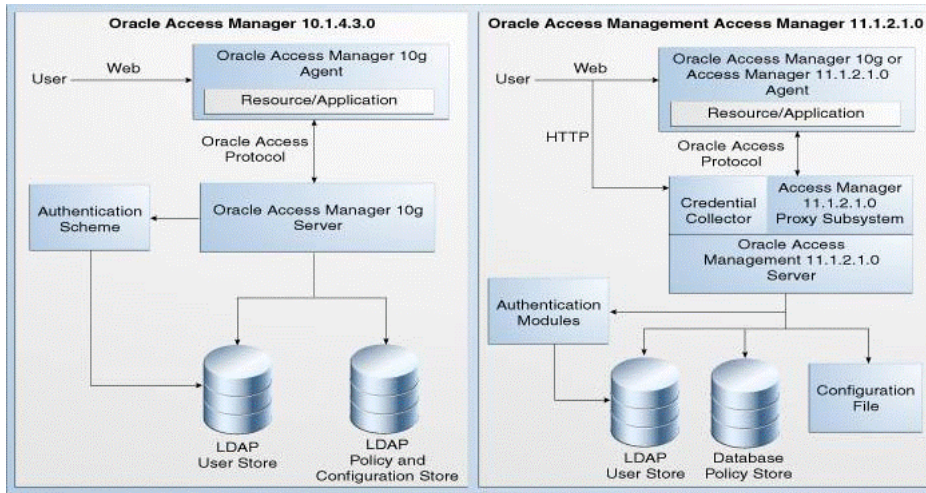 Oracle Access Manager 10.1.4.3.0
User
Web
Oracle Access Manager 10g
Agent
Resource/Application
Oracle Access
Protocol
Authentication
Scheme
Oracle Access Manager 10g
Server
LDAP
User Store
LDAP
Policy and
Configuration Store
Oracle Access Management Access Manager 11.1.2.1.0
User
Web
HTTP
Oracle Access Manager 10g or
Access Manager 11.1.2.1.0
Agent
Resource/Application
Oracle Access
Protocol
Credential
Collector
Access Manager
11.1.2.1.0
Proxy Subsystem
Oracle Access
Management 11.1.2.1.0
Server
Authentication
Modules
LDAP
User Store
Database
Policy Store
Configuration
File